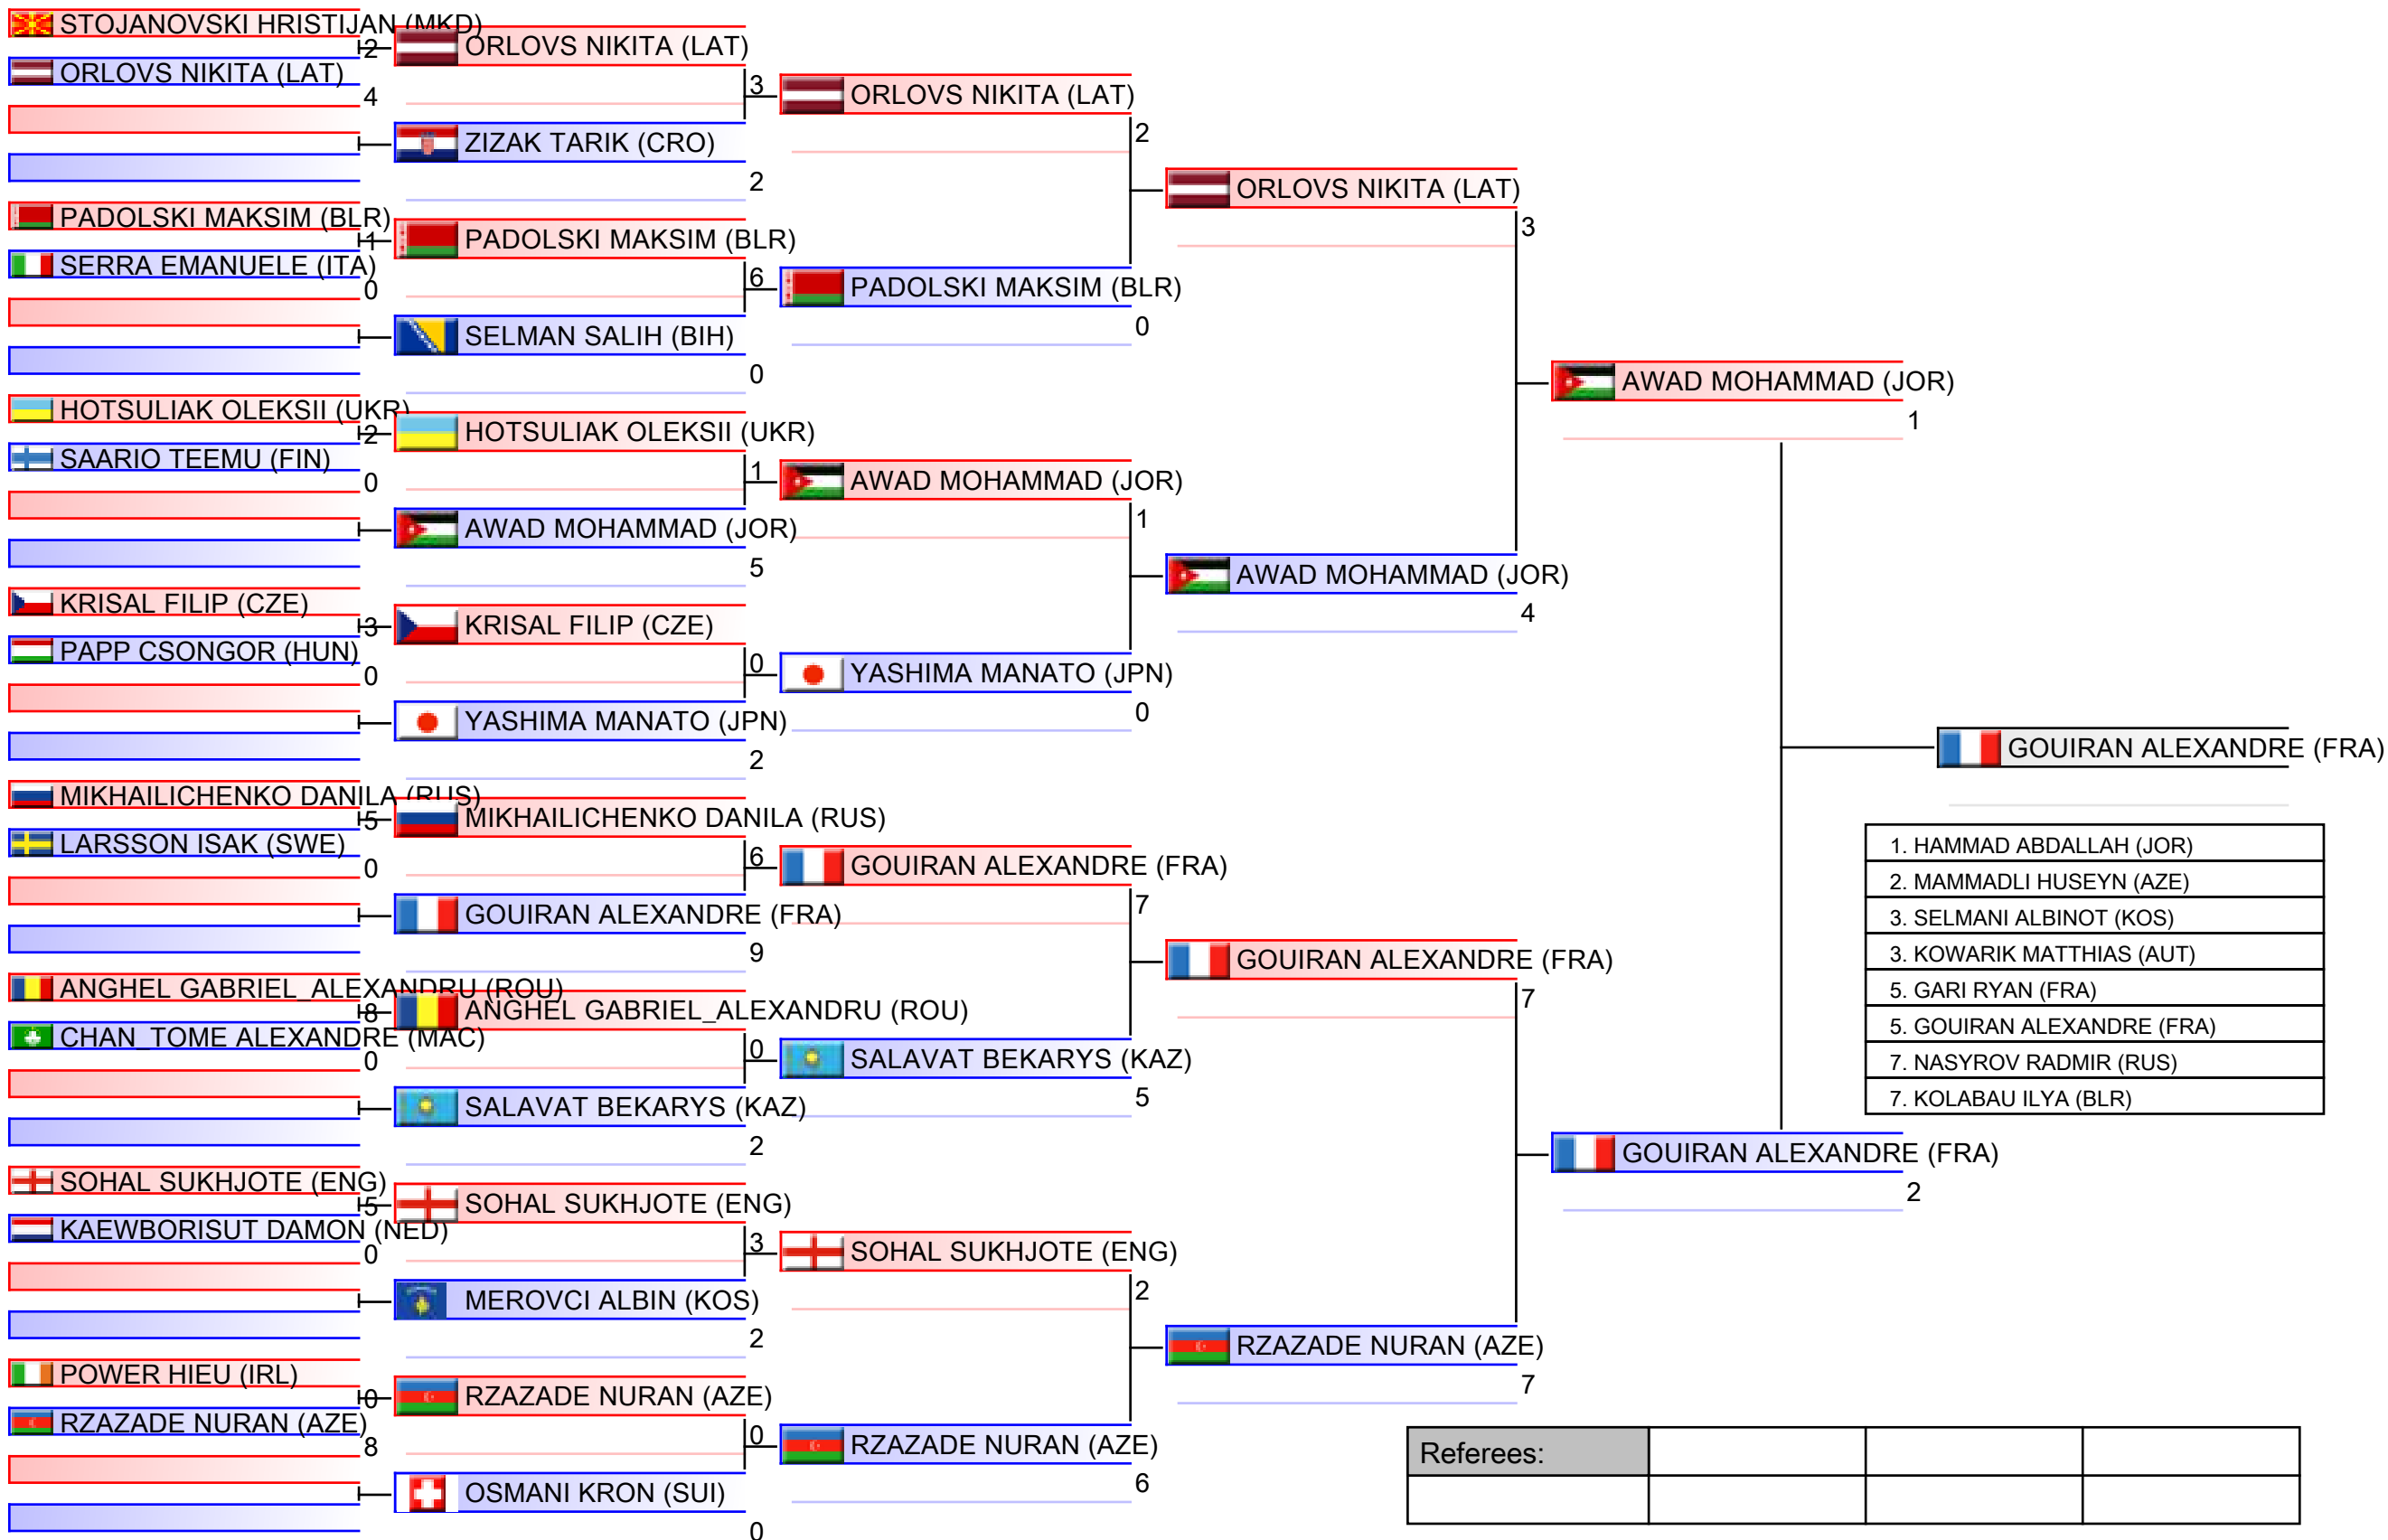 STOJANOVSKI HRISTIJAN (MKD)
2
ORLOVS NIKITA (LAT)
4
PADOLSKI MAKSIM (BLR)
1
SERRA EMANUELE (ITA)
0
HOTSULIAK OLEKSII (UKR)
2
SAARIO TEEMU (FIN)
0
KRISAL FILIP (CZE)
3
PAPP CSONGOR (HUN)
0
MIKHAILICHENKO DANILA (RUS)
5
LARSSON ISAK (SWE)
0
ANGHEL GABRIEL_ALEXANDRU (ROU)
8
CHAN_TOME ALEXANDRE (MAC)
0
SOHAL SUKHJOTE (ENG)
5
KAEWBORISUT DAMON (NED)
0
POWER HIEU (IRL)
0
RZAZADE NURAN (AZE)
8
ORLOVS NIKITA (LAT)
3
ZIZAK TARIK (CRO)
2
PADOLSKI MAKSIM (BLR)
6
SELMAN SALIH (BIH)
0
HOTSULIAK OLEKSII (UKR)
1
AWAD MOHAMMAD (JOR)
5
KRISAL FILIP (CZE)
0
YASHIMA MANATO (JPN)
2
MIKHAILICHENKO DANILA (RUS)
6
GOUIRAN ALEXANDRE (FRA)
9
ANGHEL GABRIEL_ALEXANDRU (ROU)
0
SALAVAT BEKARYS (KAZ)
2
SOHAL SUKHJOTE (ENG)
3
MEROVCI ALBIN (KOS)
2
RZAZADE NURAN (AZE)
0
OSMANI KRON (SUI)
0
ORLOVS NIKITA (LAT)
2
PADOLSKI MAKSIM (BLR)
0
AWAD MOHAMMAD (JOR)
1
YASHIMA MANATO (JPN)
0
GOUIRAN ALEXANDRE (FRA)
7
SALAVAT BEKARYS (KAZ)
5
SOHAL SUKHJOTE (ENG)
2
RZAZADE NURAN (AZE)
6
ORLOVS NIKITA (LAT)
3
AWAD MOHAMMAD (JOR)
4
GOUIRAN ALEXANDRE (FRA)
7
RZAZADE NURAN (AZE)
7
AWAD MOHAMMAD (JOR)
1
GOUIRAN ALEXANDRE (FRA)
2
GOUIRAN ALEXANDRE (FRA)
1. HAMMAD ABDALLAH (JOR)
2. MAMMADLI HUSEYN (AZE)
3. SELMANI ALBINOT (KOS)
3. KOWARIK MATTHIAS (AUT)
5. GARI RYAN (FRA)
5. GOUIRAN ALEXANDRE (FRA)
7. NASYROV RADMIR (RUS)
7. KOLABAU ILYA (BLR)
Referees: